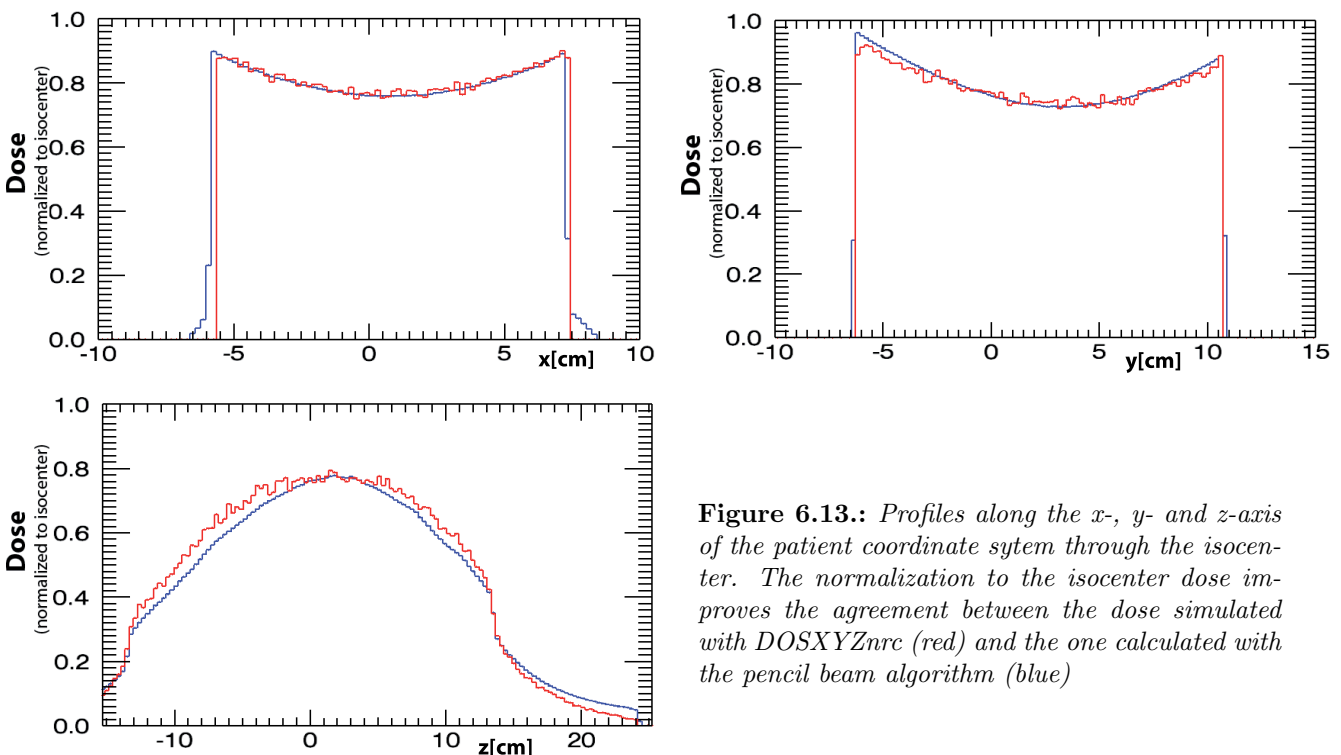 1.0
0.8
0.6
0.4
0.2
0.0
Dose
(normalized to isocenter)
-10
-5
0
5
10
x[cm]
1.0
0.8
0.6
0.4
0.2
0.0
Dose
(normalized to isocenter)
-10
-5
0
5
10
15
y[cm]
1.0
0.8
0.6
0.4
0.2
0.0
Dose
(normalized to isocenter)
-10
0
10
20
z[cm]
Figure 6.13.: Profiles along the x-, y- and z-axis
of the patient coordinate sytem through the isocen-
ter. The normalization to the isocenter dose im-
proves the agreement between the dose simulated
with DOSXYZnrc (red) and the one calculated with
the pencil beam algorithm (blue)